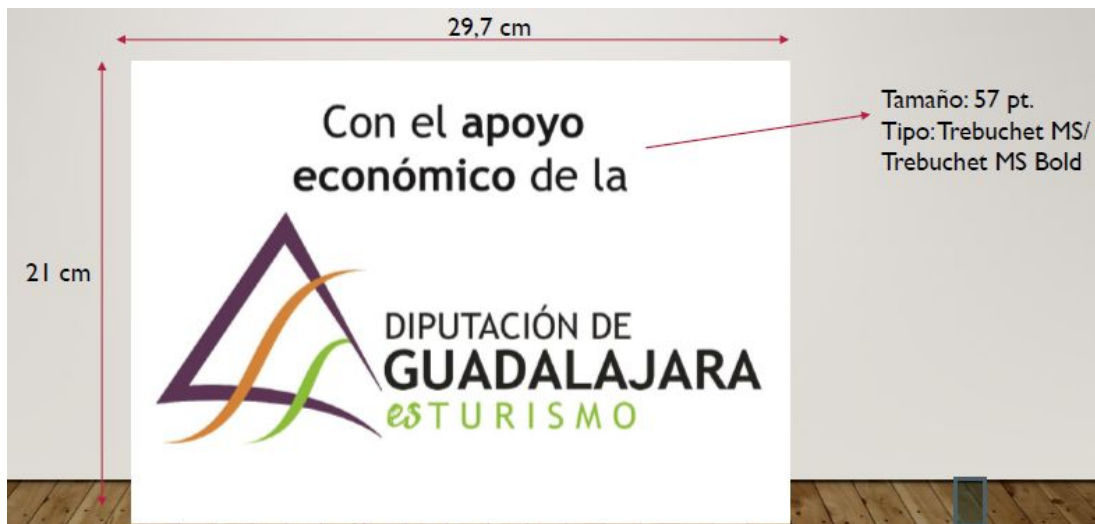 29,7 cm
Con el apoyo
económico de la
Tamaño: 57 pt.
Tipo: Trebuchet MS/
Trebuchet MS Bold
21 cm
DIPUTACIÓN DE
GUADALAJARA
esTURISMO